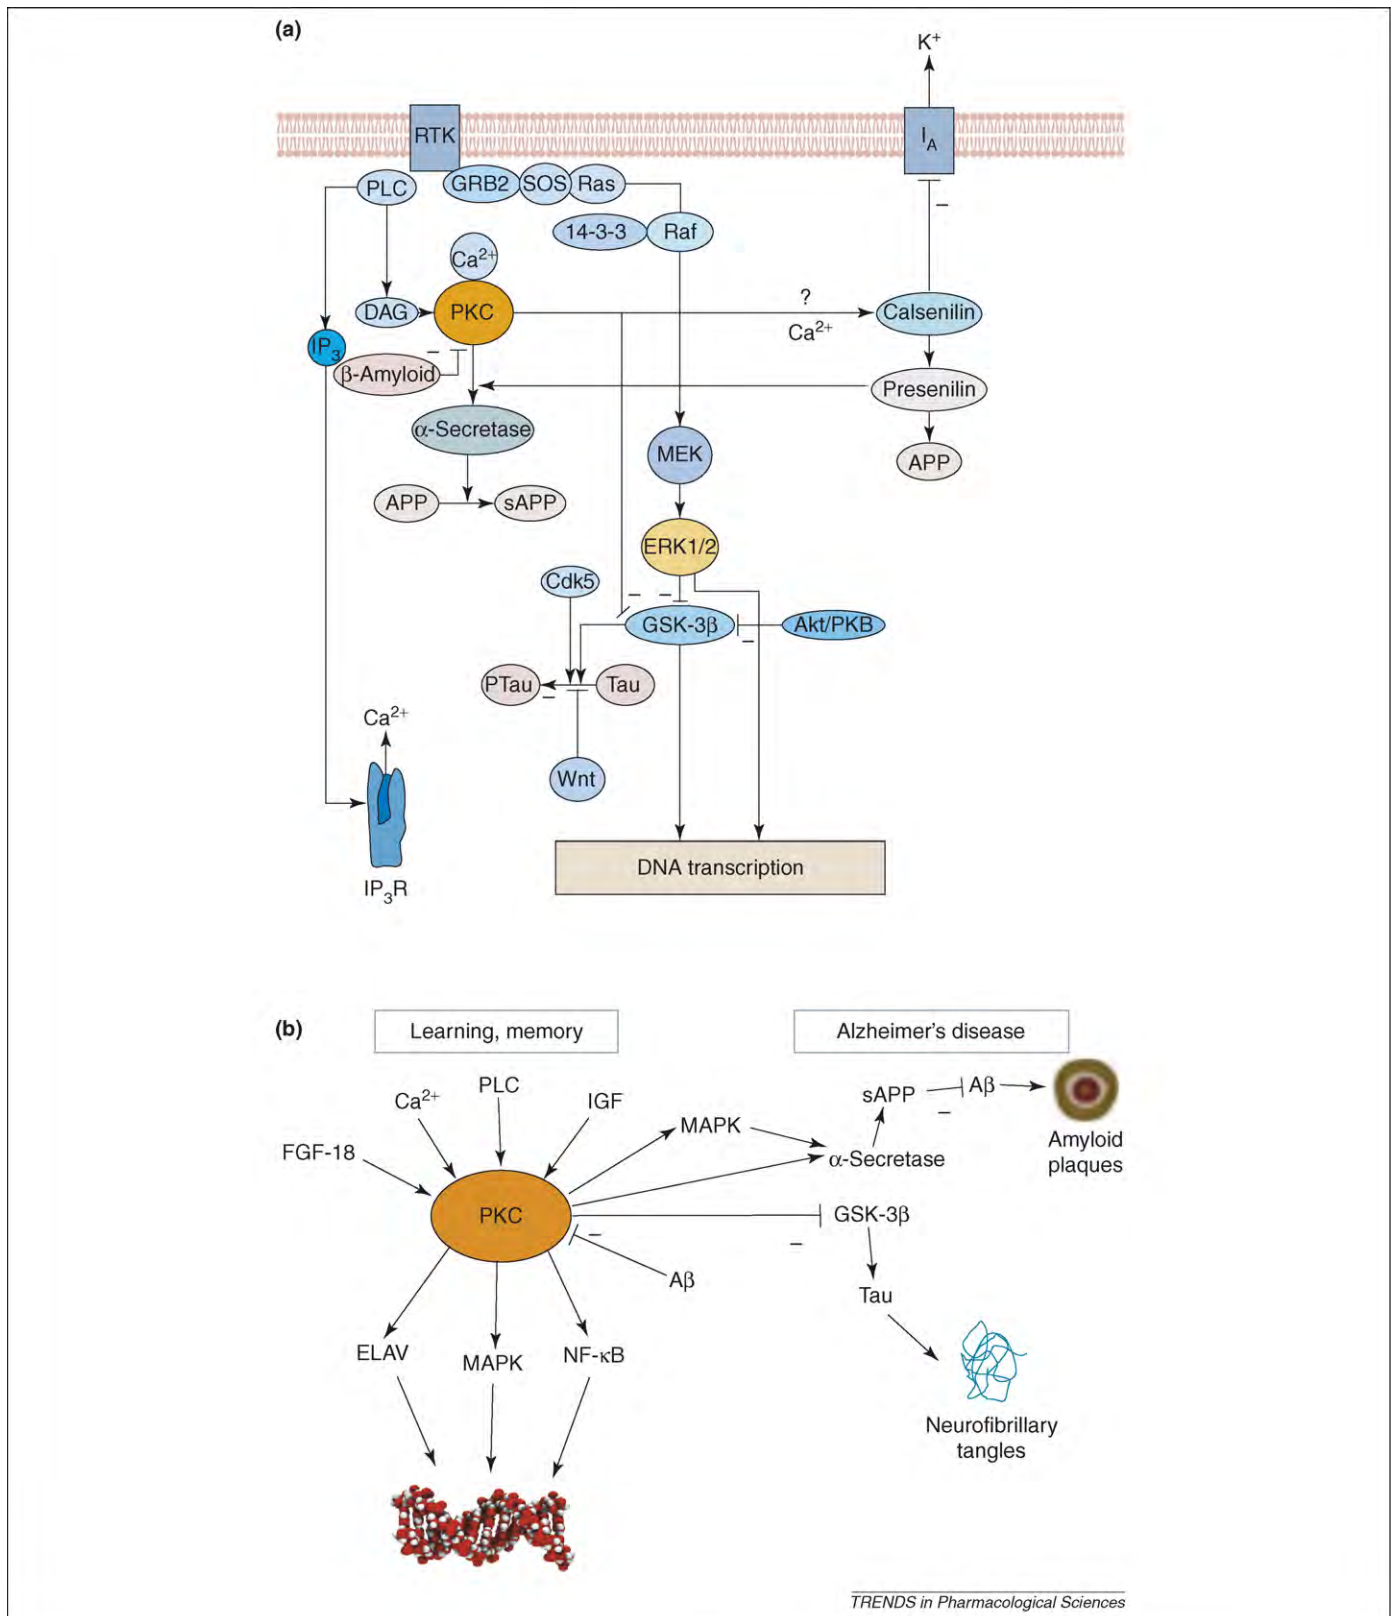 (a)
K⁺
RTK
I_A
PLC
GRB2
SOS
Ras
–
14-3-3
Raf
Ca²⁺
DAG
PKC
?
Ca²⁺
Calsenilin
IP₃
–
β-Amyloid
Presenilin
α-Secretase
MEK
APP
APP
sAPP
ERK1/2
Cdk5
–
–
GSK-3β
Akt/PKB
–
PTau
–
Tau
Ca²⁺
Wnt
DNA transcription
IP₃R
(b)
Learning, memory
Alzheimer's disease
PLC
Ca²⁺
IGF
FGF-18
MAPK
sAPP
–
Aβ
Amyloid
plaques
α-Secretase
PKC
GSK-3β
–
–
Aβ
Tau
ELAV
MAPK
NF-κB
Neurofibrillary
tangles
TRENDS in Pharmacological Sciences